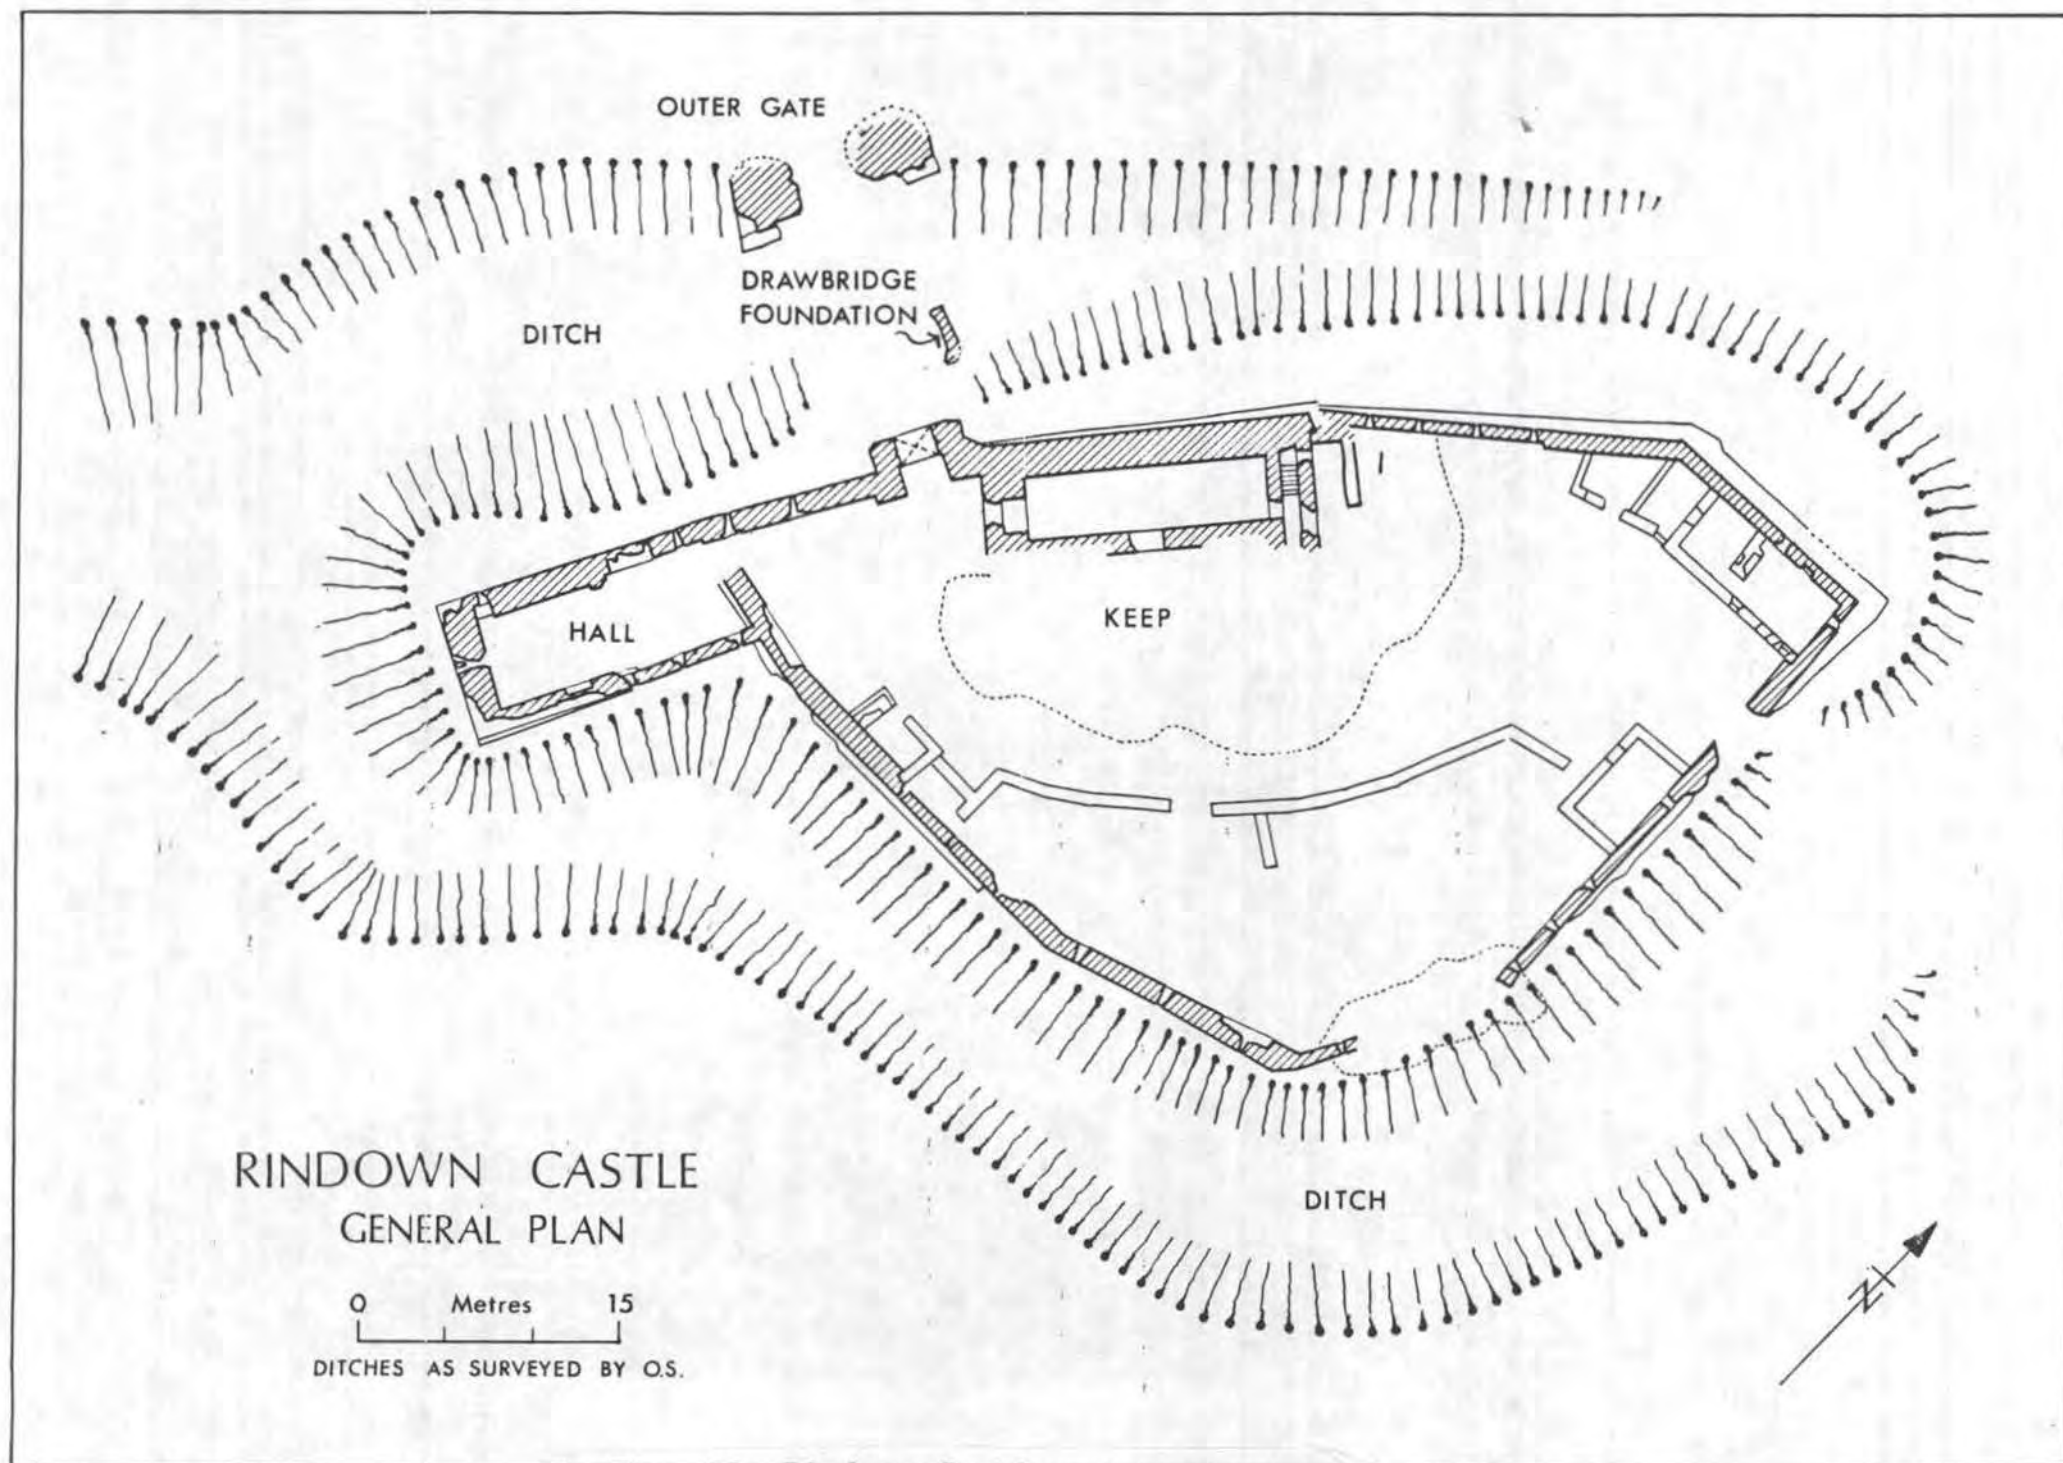 OUTER GATE
DRAWBRIDGE
FOUNDATION
DITCH
HALL
KEEP
DITCH
RINDOWN CASTLE
GENERAL PLAN
0 Metres 15
DITCHES AS SURVEYED BY O.S.
N